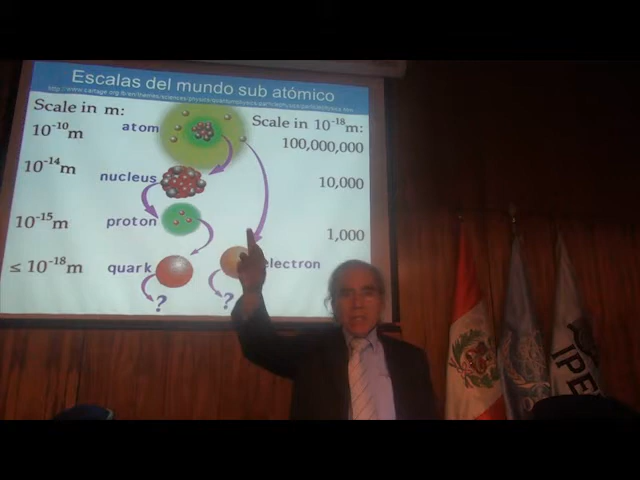 Escalas del mundo sub atómico
Scale in m:
Scale in 10⁻¹⁸m:
10⁻¹⁰m
atom
100,000,000
10⁻¹⁴m
nucleus
10,000
10⁻¹⁵m
proton
1,000
≤ 10⁻¹⁸m
quark
electron
?
?
IPE